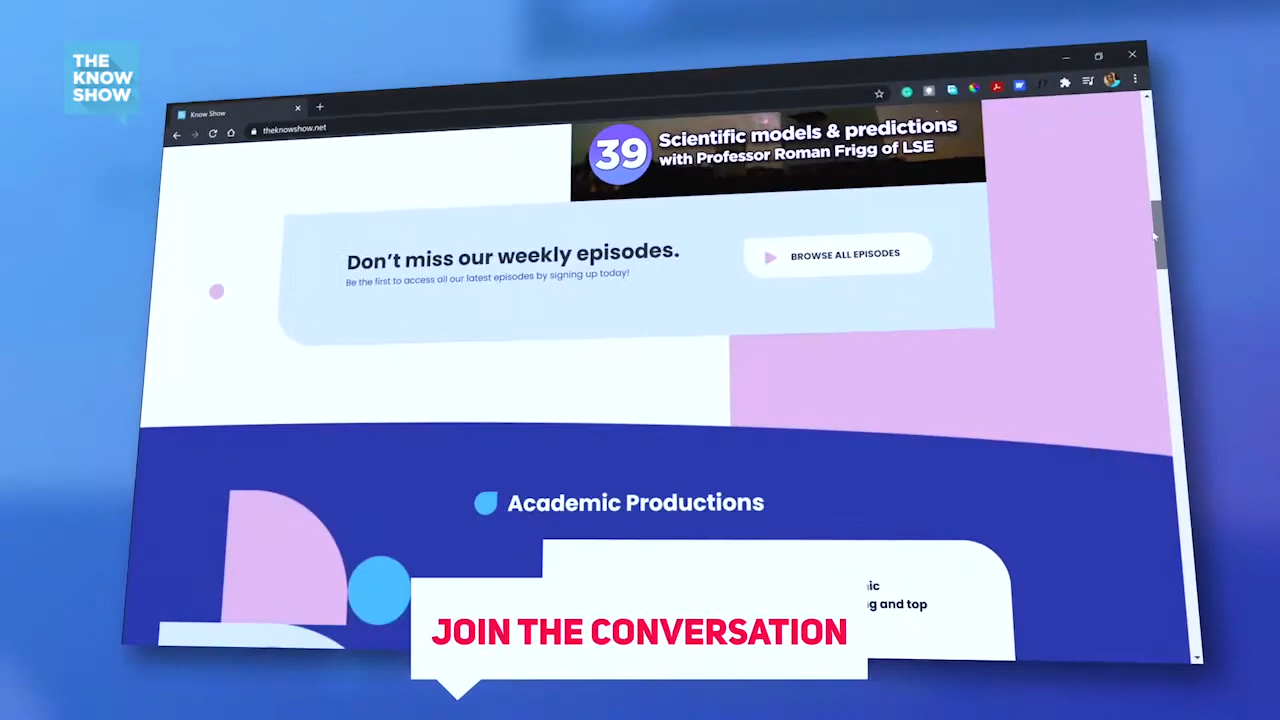 THE
KNOW
SHOW
Know Show
theknowshow.net
39
Scientific models & predictions
with Professor Roman Frigg of LSE
Don't miss our weekly episodes.
Be the first to access all our latest episodes by signing up today!
BROWSE ALL EPISODES
Academic Productions
and top
JOIN THE CONVERSATION